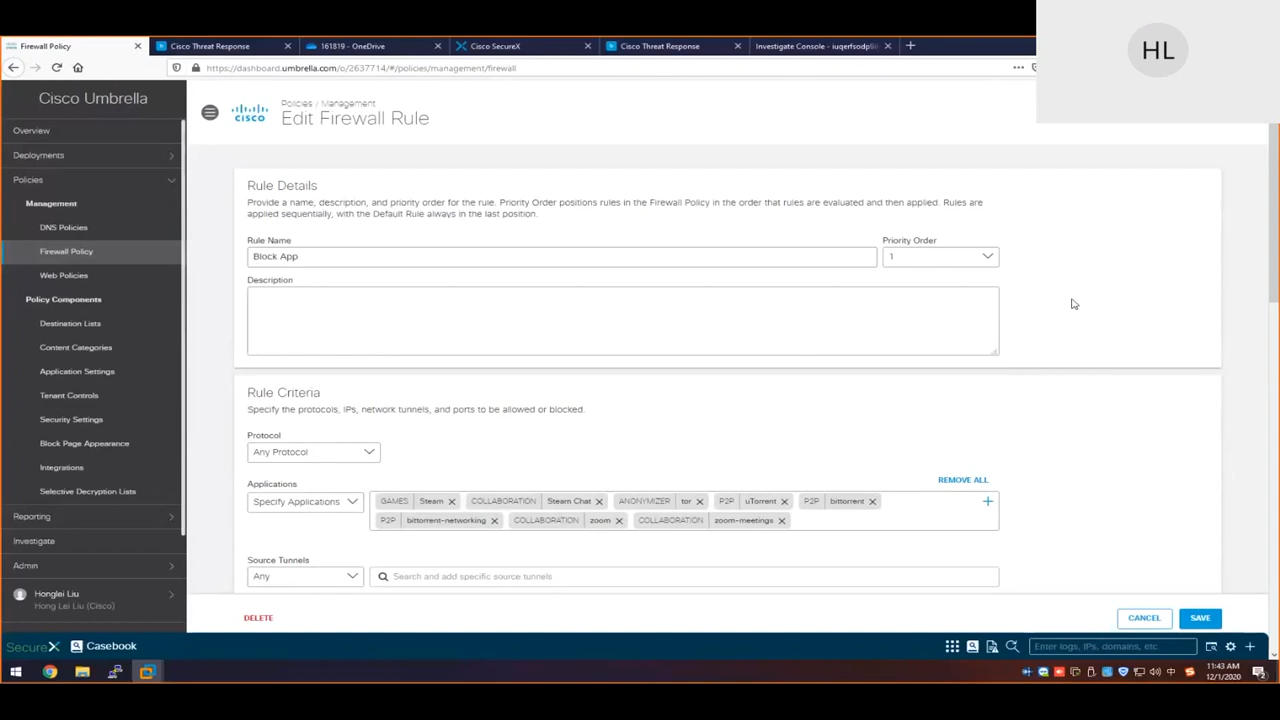 HL
Firewall Policy
Cisco Threat Response
161819 - OneDrive
Cisco SecureX
Cisco Threat Response
Investigate Console - iuqerfsodp9i
https://dashboard.umbrella.com/o/2637714/#/policies/management/firewall
Cisco Umbrella
Overview
Deployments
Policies
Management
DNS Policies
Firewall Policy
Web Policies
Policy Components
Destination Lists
Content Categories
Application Settings
Tenant Controls
Security Settings
Block Page Appearance
Integrations
Selective Decryption Lists
Reporting
Investigate
Admin
Honglei Liu
Hong Lei Liu (Cisco)
CISCO
Policies / Management
Edit Firewall Rule
Rule Details
Provide a name, description, and priority order for the rule. Priority Order positions rules in the Firewall Policy in the order that rules are evaluated and then applied. Rules are
applied sequentially, with the Default Rule always in the last position.
Rule Name
Priority Order
Block App
1
Description
Rule Criteria
Specify the protocols, IPs, network tunnels, and ports to be allowed or blocked.
Protocol
Any Protocol
Applications
REMOVE ALL
Specify Applications
GAMES Steam COLLABORATION Steam Chat ANONYMIZER tor P2P uTorrent P2P bittorrent
P2P bittorrent-networking COLLABORATION zoom COLLABORATION zoom-meetings
Source Tunnels
Any
Search and add specific source tunnels
DELETE
CANCEL
SAVE
SecureX
Casebook
Enter logs, IPs, domains, etc
中
11:43 AM
12/1/2020
2